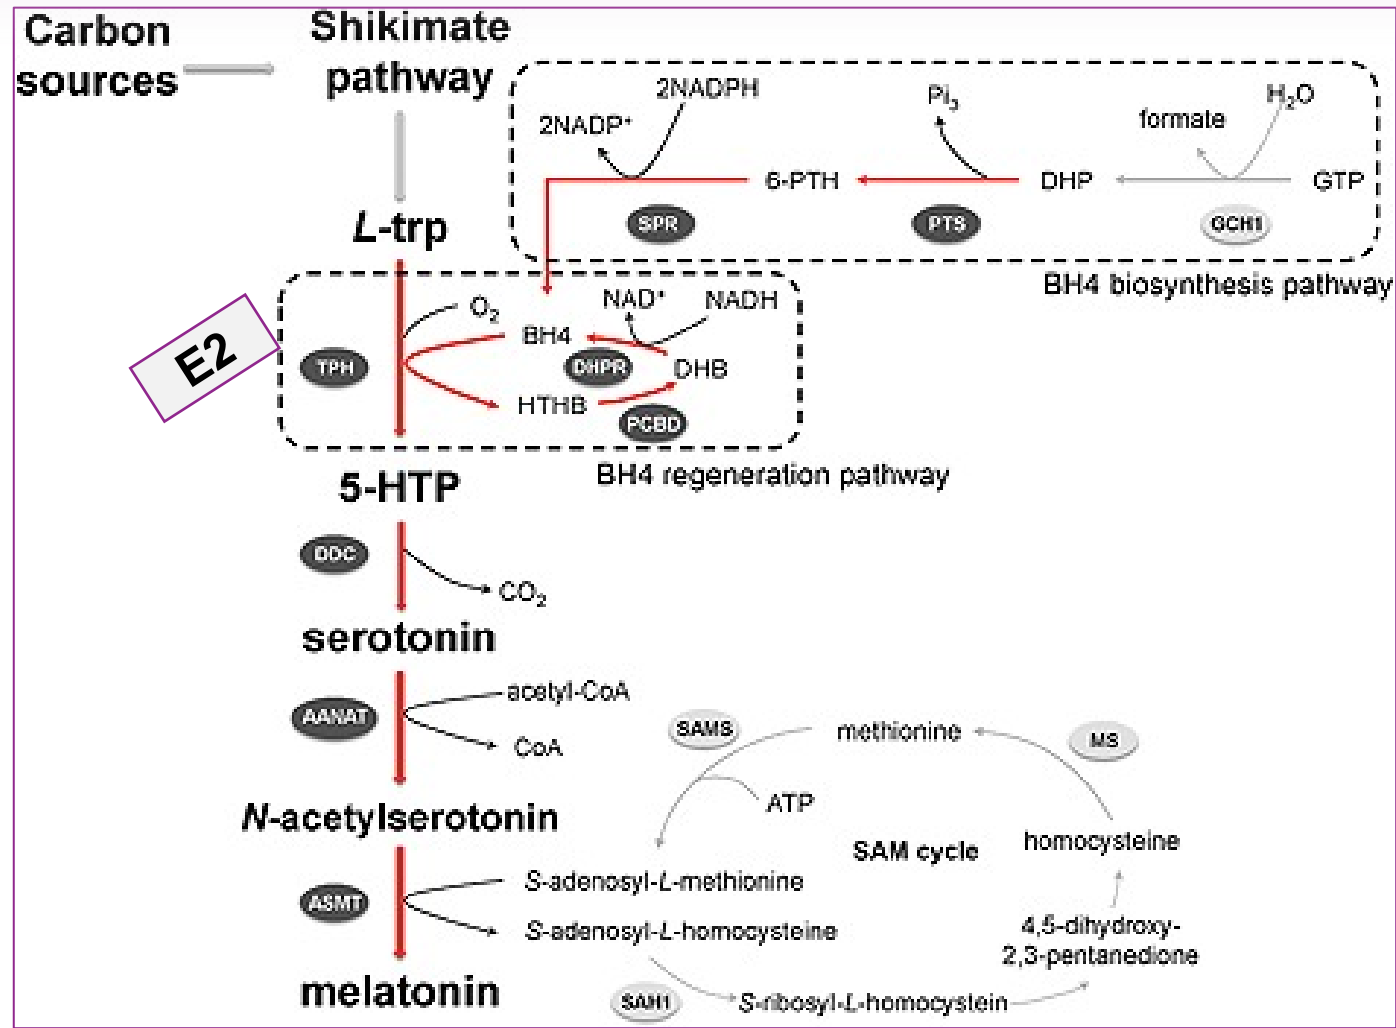 Carbon
sources
Shikimate
pathway
2NADPH
2NADP⁺
Pi₃
H₂O
formate
6-PTH
DHP
GTP
SPR
PTS
GCH1
BH4 biosynthesis pathway
L-trp
E2
TPH
O₂
NAD⁺
NADH
BH4
DHPR
DHB
HTHB
PCBD
BH4 regeneration pathway
5-HTP
DDC
CO₂
serotonin
AANAT
acetyl-CoA
CoA
SAMS
methionine
MS
ATP
N-acetylserotonin
SAM cycle
homocysteine
ASMT
S-adenosyl-L-methionine
S-adenosyl-L-homocysteine
4,5-dihydroxy-
2,3-pentanedione
melatonin
SAH1
S-ribosyl-L-homocystein